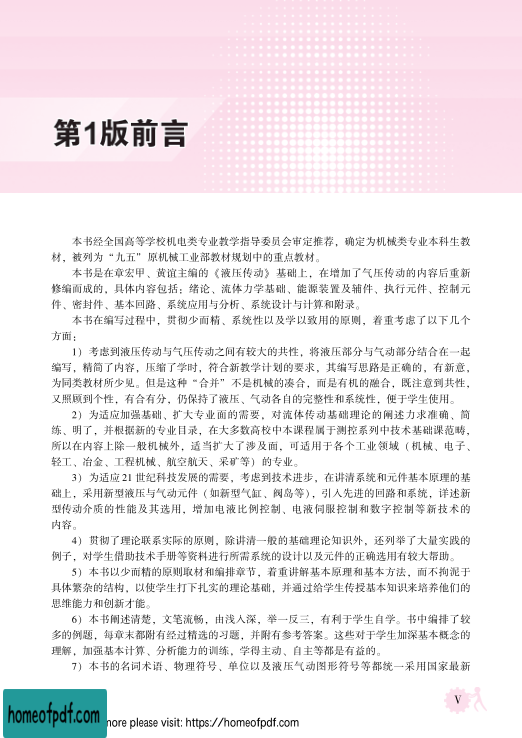 第1版前言
本书经全国高等学校机电类专业教学指导委员会审定推荐，确定为机械类专业本科生教
材，被列为“九五”原机械工业部教材规划中的重点教材。
本书是在章宏甲、黄谊主编的《液压传动》基础上，在增加了气压传动的内容后重新
修编而成的，具体内容包括：绪论、流体力学基础、能源装置及辅件、执行元件、控制元
件、密封件、基本回路、系统应用与分析、系统设计与计算和附录。
本书在编写过程中，贯彻少而精、系统性以及学以致用的原则，着重考虑了以下几个
方面：
1）考虑到液压传动与气压传动之间有较大的共性，将液压部分与气动部分结合在一起
编写，精简了内容，压缩了学时，符合新教学计划的要求，其编写思路是正确的，有新意，
为同类教材所少见。但是这种“合并”不是机械的凑合，而是有机的融合，既注意到共性，
又照顾到个性，有合有分，仍保持了液压、气动各自的完整性和系统性，便于学生使用。
2）为适应加强基础、扩大专业面的需要，对流体传动基础理论的阐述力求准确、简
练、明了，并根据新的专业目录，在大多数高校中本课程属于测控系列中技术基础课范畴，
所以在内容上除一般机械外，适当扩大了涉及面，可适用于各个工业领域（机械、电子、
轻工、冶金、工程机械、航空航天、采矿等）的专业。
3）为适应 21 世纪科技发展的需要，考虑到技术进步，在讲清系统和元件基本原理的基
础上，采用新型液压与气动元件（如新型气缸、阀岛等），引入先进的回路和系统，详述新
型传动介质的性能及其选用，增加电液比例控制、电液伺服控制和数字控制等新技术的
内容。
4）贯彻了理论联系实际的原则，除讲清一般的基础理论知识外，还列举了大量实践的
例子，对学生借助技术手册等资料进行所需系统的设计以及元件的正确选用有较大帮助。
5）本书以少而精的原则取材和编排章节，着重讲解基本原理和基本方法，而不拘泥于
具体繁杂的结构，以使学生打下扎实的理论基础，并通过给学生传授基本知识来培养他们的
思维能力和创新才能。
6）本书阐述清楚，文笔流畅，由浅入深，举一反三，有利于学生自学。书中编排了较
多的例题，每章末都附有经过精选的习题，并附有参考答案。这些对于学生加深基本概念的
理解，加强基本计算、分析能力的训练，学得主动、自主等都是有益的。
7）本书的名词术语、物理符号、单位以及液压气动图形符号等都统一采用国家最新
V
homeofpdf.com
more please visit: https://homeofpdf.com